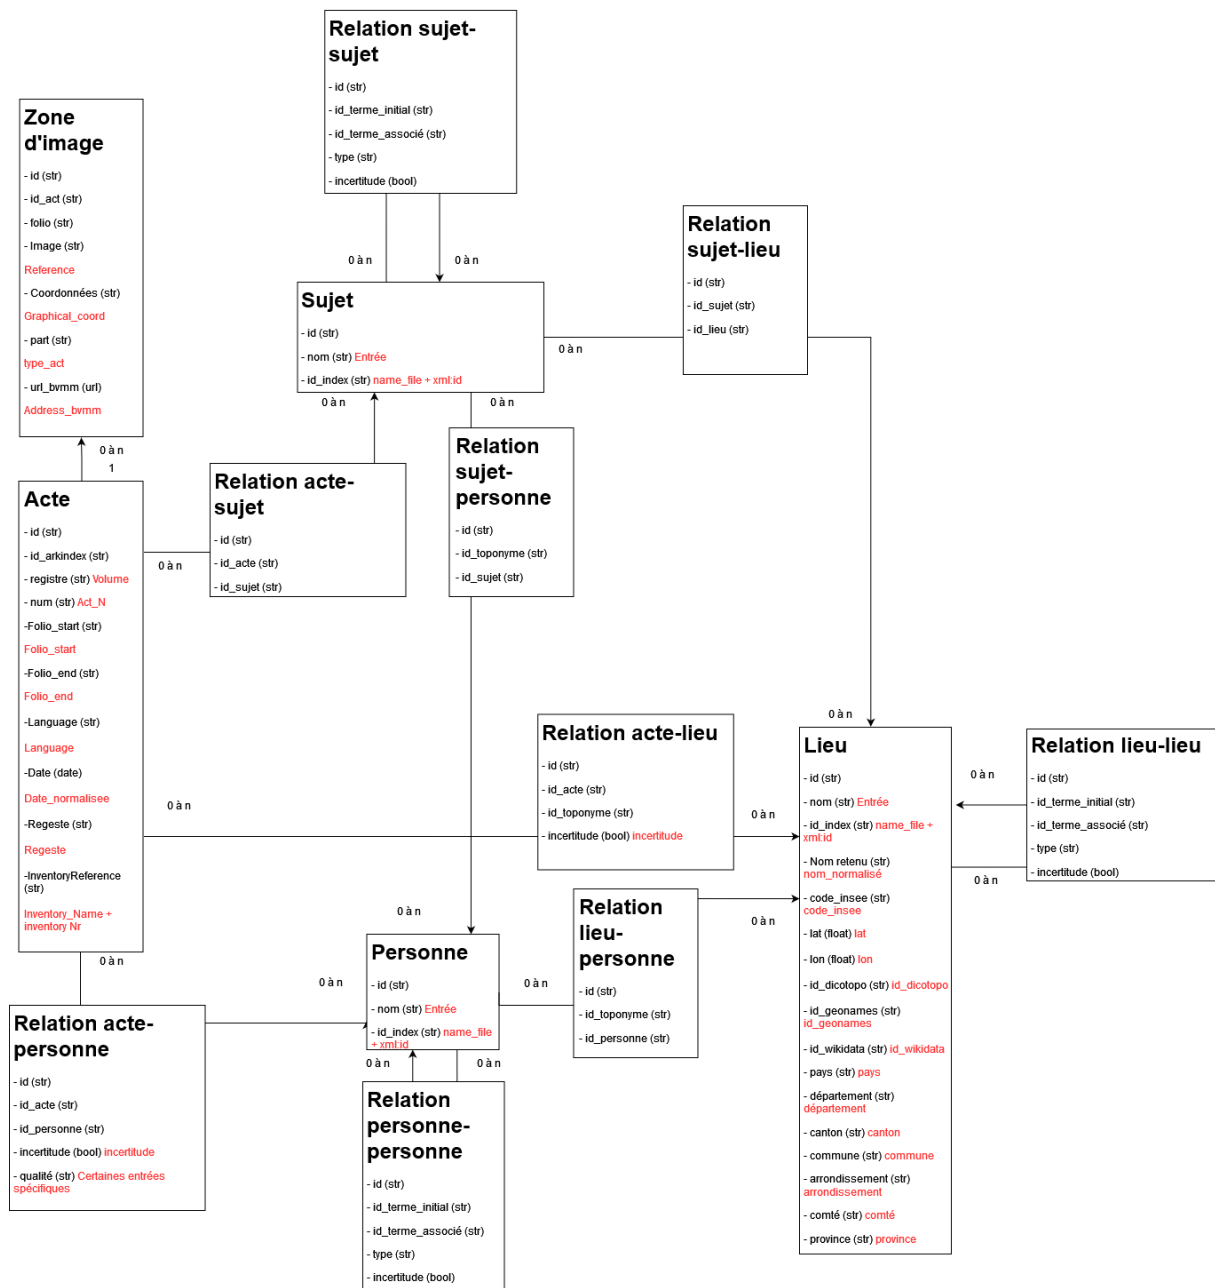 Relation sujet-
sujet
- id (str)
- id_terme_initial (str)
- id_terme_associé (str)
- type (str)
- incertitude (bool)
Zone
d'image
- id (str)
- id_act (str)
- folio (str)
- Image (str)
Reference
- Coordonnées (str)
Graphical_coord
- part (str)
type_act
- url_bvmm (url)
Address_bvmm
0 à n
0 à n
Relation
sujet-lieu
- id (str)
- id_sujet (str)
- id_lieu (str)
Sujet
- id (str)
- nom (str) Entrée
- id_index (str) name_file + xml:id
0 à n
0 à n
0 à n
0 à n
1
Relation
sujet-
personne
- id (str)
- id_toponyme (str)
- id_sujet (str)
Relation acte-
sujet
- id (str)
- id_acte (str)
- id_sujet (str)
0 à n
Acte
- id (str)
- id_arkindex (str)
- registre (str) Volume
- num (str) Act_N
-Folio_start (str)
Folio_start
-Folio_end (str)
Folio_end
-Language (str)
Language
-Date (date)
Date_normalisee
-Regeste (str)
Regeste
-InventoryReference
(str)
Inventory_Name +
inventory Nr
0 à n
0 à n
Relation acte-lieu
- id (str)
- id_acte (str)
- id_toponyme (str)
- incertitude (bool) incertitude
0 à n
0 à n
Lieu
- id (str)
- nom (str) Entrée
- id_index (str) name_file +
xml:id
- Nom retenu (str)
nom_normalisé
- code_insee (str)
code_insee
- lat (float) lat
- lon (float) lon
- id_dicotopo (str) id_dicotopo
- id_geonames (str)
id_geonames
- id_wikidata (str) id_wikidata
- pays (str) pays
- département (str)
département
- canton (str) canton
- commune (str) commune
- arrondissement (str)
arrondissement
- comté (str) comté
- province (str) province
0 à n
0 à n
Relation lieu-lieu
- id (str)
- id_terme_initial (str)
- id_terme_associé (str)
- type (str)
- incertitude (bool)
Relation
lieu-
personne
- id (str)
- id_toponyme (str)
- id_personne (str)
0 à n
0 à n
0 à n
Personne
- id (str)
- nom (str) Entrée
- id_index (str) name_file
+ xml:id
0 à n
0 à n
0 à n
0 à n
Relation acte-
personne
- id (str)
- id_acte (str)
- id_personne (str)
- incertitude (bool) incertitude
- qualité (str) Certaines entrées
spécifiques
Relation
personne-
personne
- id (str)
- id_terme_initial (str)
- id_terme_associé (str)
- type (str)
- incertitude (bool)